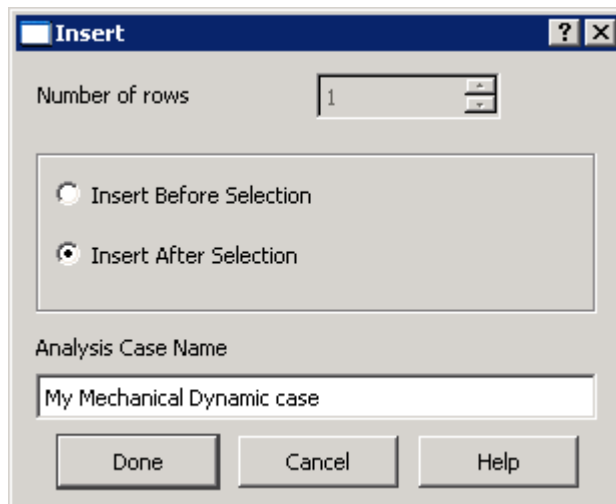 Insert
Number of rows 1
Insert Before Selection
Insert After Selection
Analysis Case Name
My Mechanical Dynamic case
Done Cancel Help